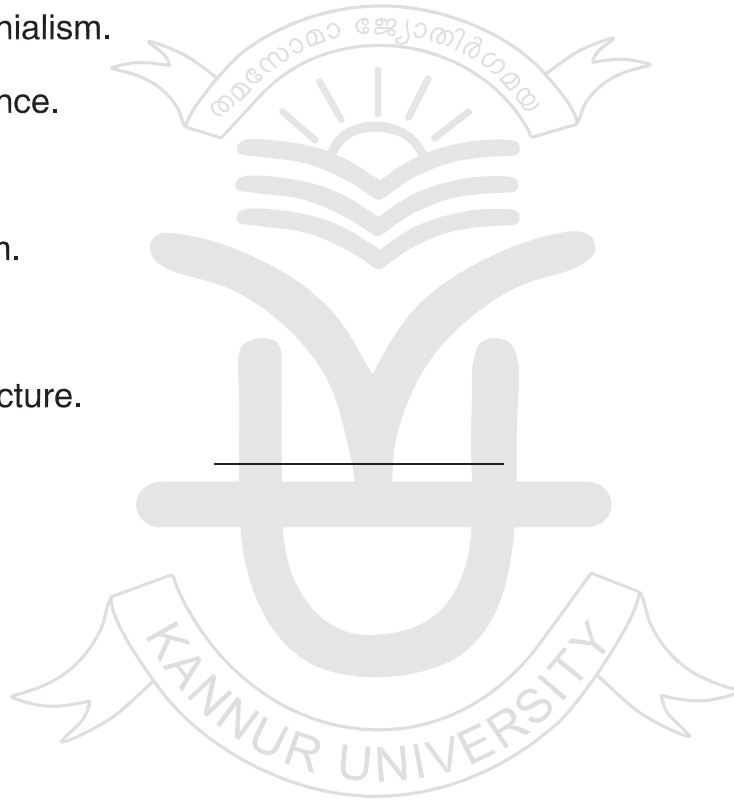 തമസോമാ ജ്യോതിർഗമയ
nialism.
nce.
n.
cture.
KANNUR UNIVERSITY